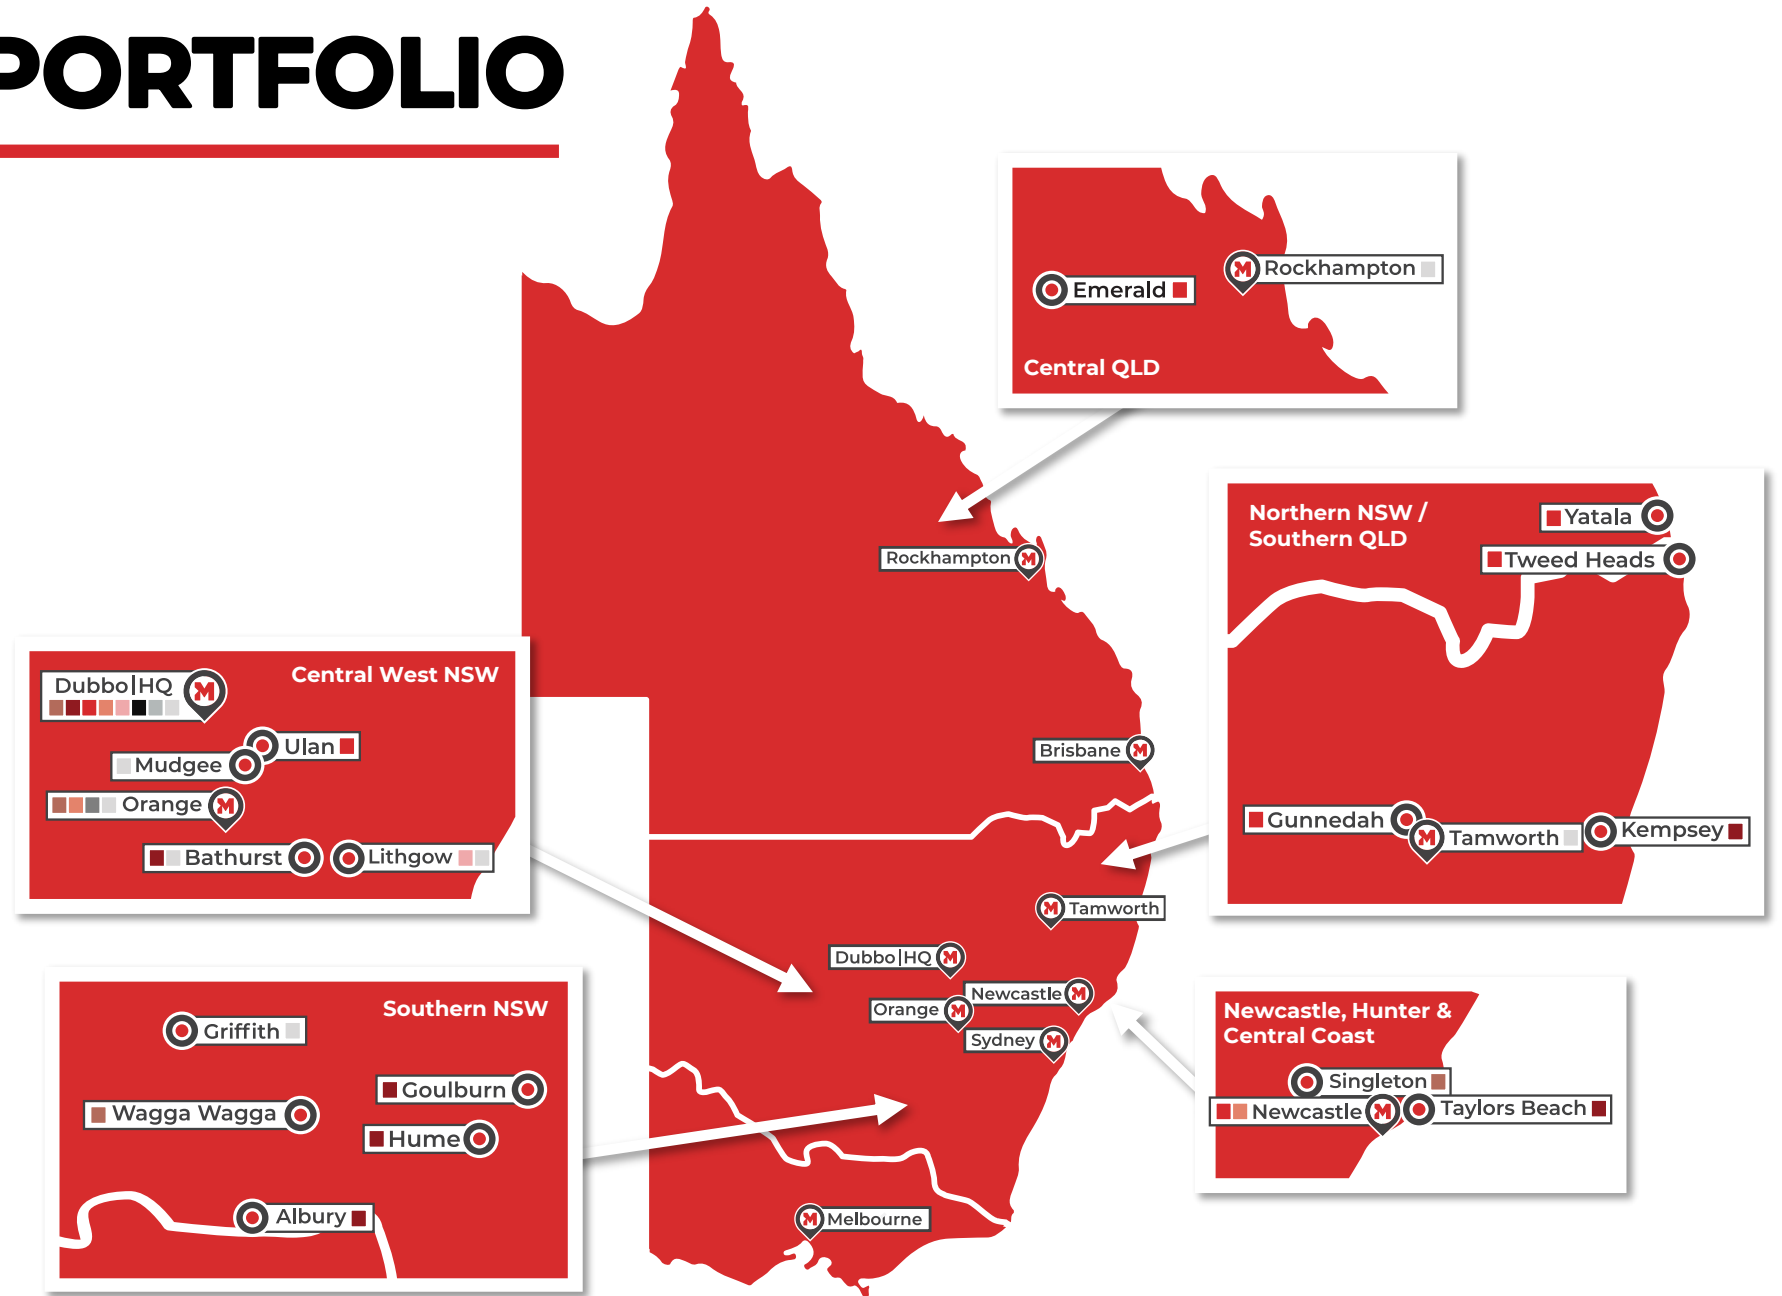 PORTFOLIO
Emerald
Rockhampton
Central QLD
Northern NSW /
Southern QLD
Yatala
Tweed Heads
Gunnedah
Tamworth
Kempsey
Rockhampton
Central West NSW
Dubbo|HQ
Ulan
Mudgee
Orange
Bathurst
Lithgow
Brisbane
Tamworth
Dubbo|HQ
Newcastle
Orange
Sydney
Melbourne
Southern NSW
Griffith
Goulburn
Wagga Wagga
Hume
Albury
Newcastle, Hunter &
Central Coast
Singleton
Newcastle
Taylors Beach